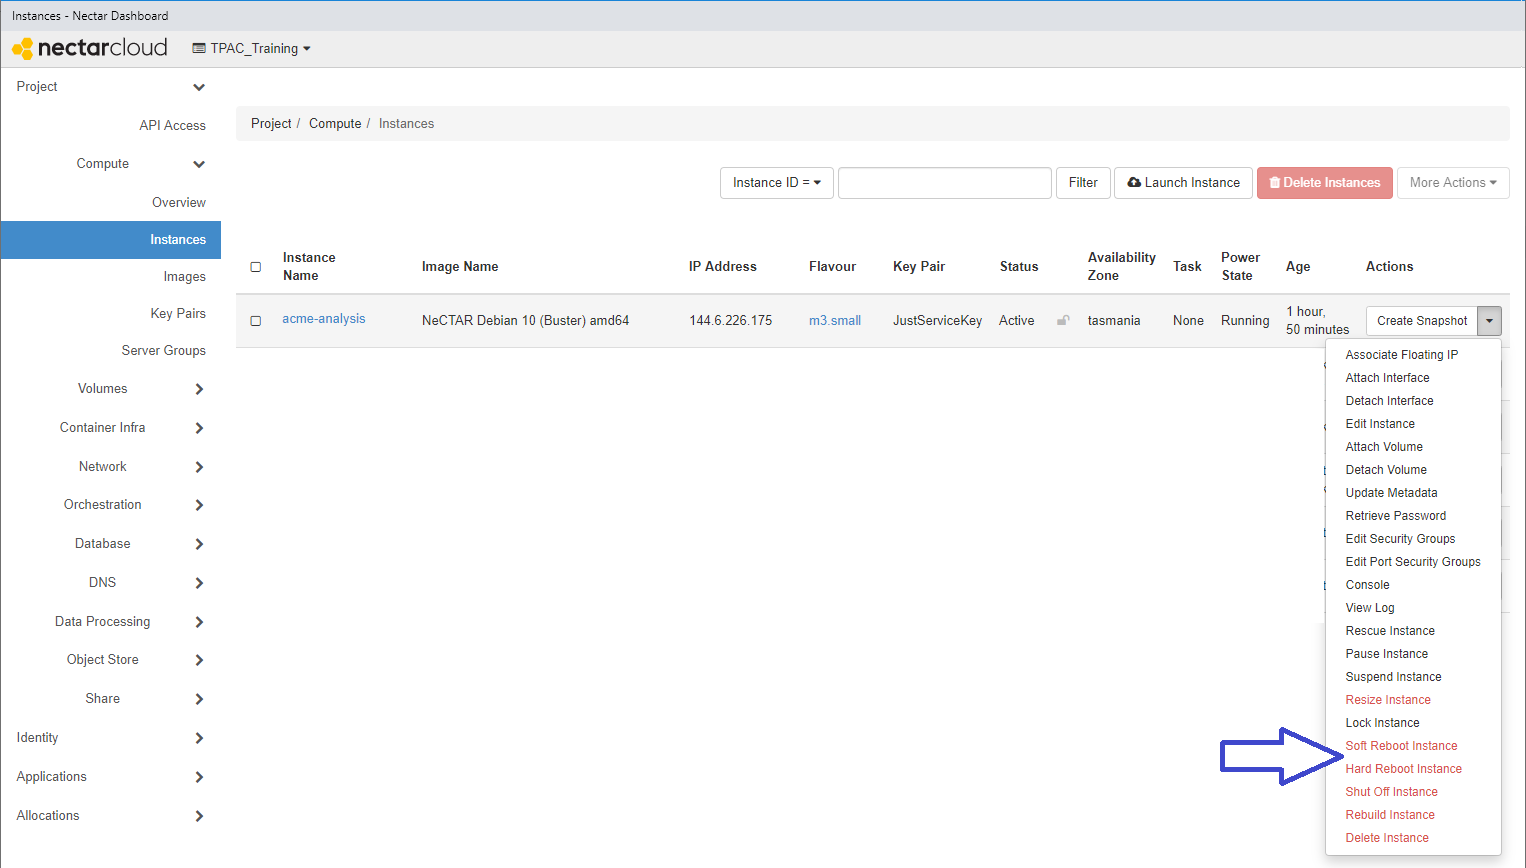 Instances - Nectar Dashboard
nectarcloud
TPAC_Training
Project
API Access
Compute
Overview
Instances
Images
Key Pairs
Server Groups
Volumes
Container Infra
Network
Orchestration
Database
DNS
Data Processing
Object Store
Share
Identity
Applications
Allocations
Project / Compute / Instances
Instance ID = Filter Launch Instance Delete Instances More Actions
Instance Name Image Name IP Address Flavour Key Pair Status Availability Zone Task Power State Age Actions
acme-analysis NeCTAR Debian 10 (Buster) amd64 144.6.226.175 m3.small JustServiceKey Active tasmania None Running 1 hour, 50 minutes Create Snapshot
Associate Floating IP
Attach Interface
Detach Interface
Edit Instance
Attach Volume
Detach Volume
Update Metadata
Retrieve Password
Edit Security Groups
Edit Port Security Groups
Console
View Log
Rescue Instance
Pause Instance
Suspend Instance
Resize Instance
Lock Instance
Soft Reboot Instance
Hard Reboot Instance
Shut Off Instance
Rebuild Instance
Delete Instance